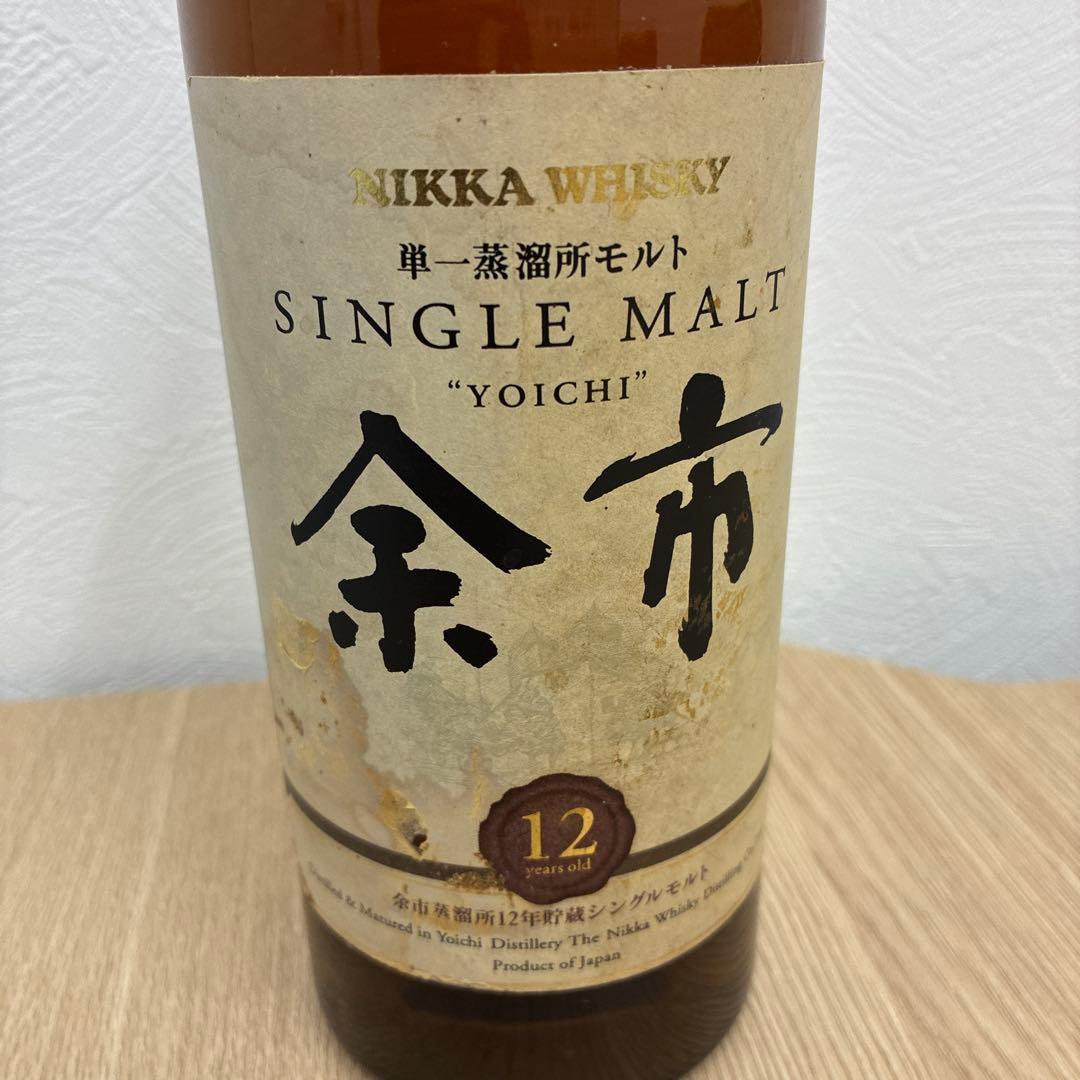 NIKKA WHISKY
単一蒸溜所モルト
SINGLE MALT
“YOICHI”
余市
12
years old
余市蒸溜所12年貯蔵シングルモルト
Distilled & Matured in Yoichi Distillery The Nikka Whisky Distilling
Product of Japan